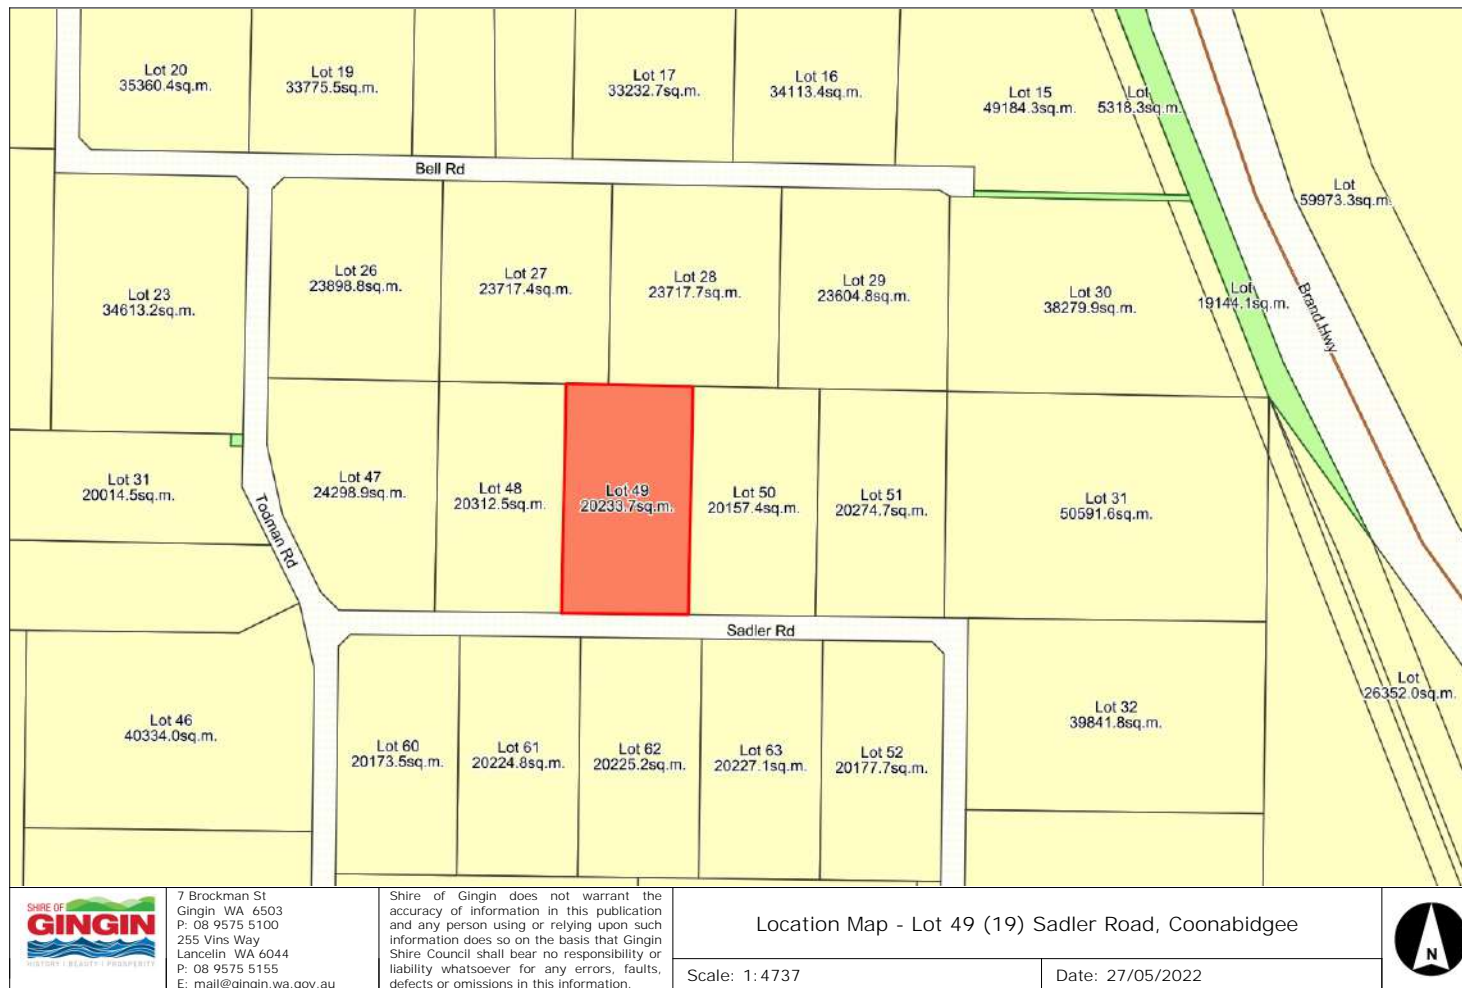 Lot 20
35360.4sq.m.
Lot 19
33775.5sq.m.
Lot 17
33232.7sq.m.
Lot 16
34113.4sq.m.
Lot 15
49184.3sq.m.
Lot
5318.3sq.m.
Bell Rd
Lot
59973.3sq.m.
Lot 23
34613.2sq.m.
Lot 26
23898.8sq.m.
Lot 27
23717.4sq.m.
Lot 28
23717.7sq.m.
Lot 29
23604.8sq.m.
Lot 30
38279.9sq.m.
Lot
19144.1sq.m.
Brand Hwy
Lot 31
20014.5sq.m.
Todman Rd
Lot 47
24298.9sq.m.
Lot 48
20312.5sq.m.
Lot 49
20233.7sq.m.
Lot 50
20157.4sq.m.
Lot 51
20274.7sq.m.
Lot 31
50591.6sq.m.
Sadler Rd
Lot 46
40334.0sq.m.
Lot 60
20173.5sq.m.
Lot 61
20224.8sq.m.
Lot 62
20225.2sq.m.
Lot 63
20227.1sq.m.
Lot 52
20177.7sq.m.
Lot 32
39841.8sq.m.
Lot
26352.0sq.m.
SHIRE OF
GINGIN
HISTORY | BEAUTY | PROSPERITY
7 Brockman St
Gingin WA 6503
P: 08 9575 5100
255 Vins Way
Lancelin WA 6044
P: 08 9575 5155
E: mail@gingin.wa.gov.au
Shire of Gingin does not warrant the
accuracy of information in this publication
and any person using or relying upon such
information does so on the basis that Gingin
Shire Council shall bear no responsibility or
liability whatsoever for any errors, faults,
defects or omissions in this information.
Location Map - Lot 49 (19) Sadler Road, Coonabidgee
Scale: 1:4737
Date: 27/05/2022
N